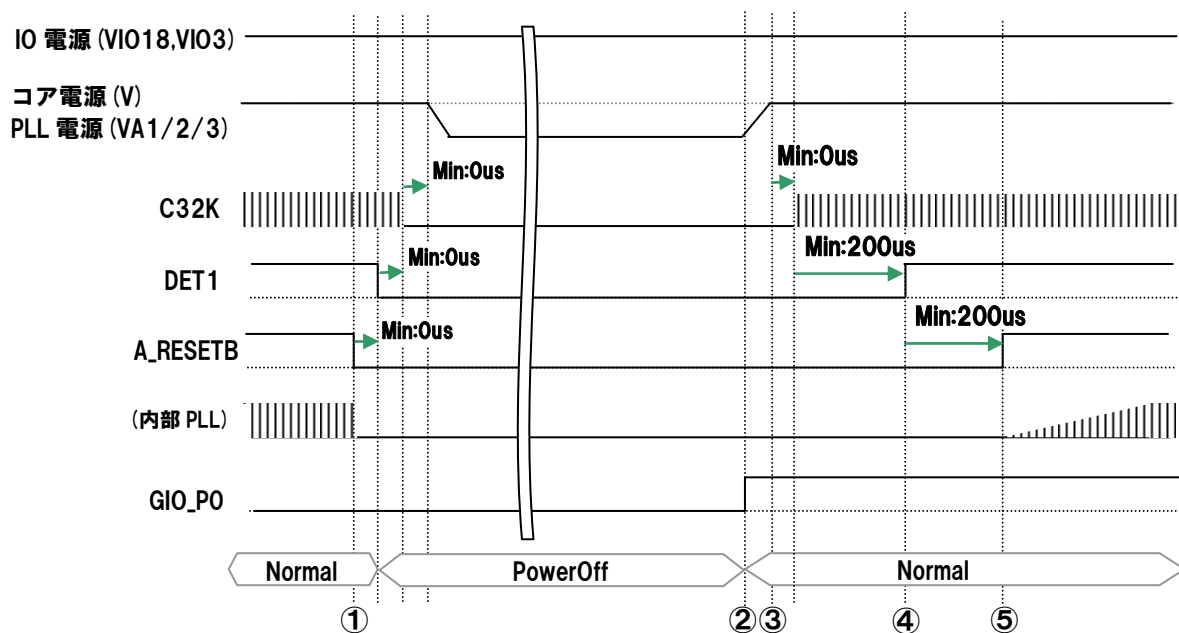 IO 電源(VIO18,VIO3)
コア電源(V)
PLL 電源(VA1/2/3)
Min:0us
Min:0us
C32K
Min:200us
Min:0us
DET1
Min:200us
Min:0us
A_RESETB
(内部 PLL)
GIO_P0
Normal
PowerOff
Normal
① ② ③ ④ ⑤